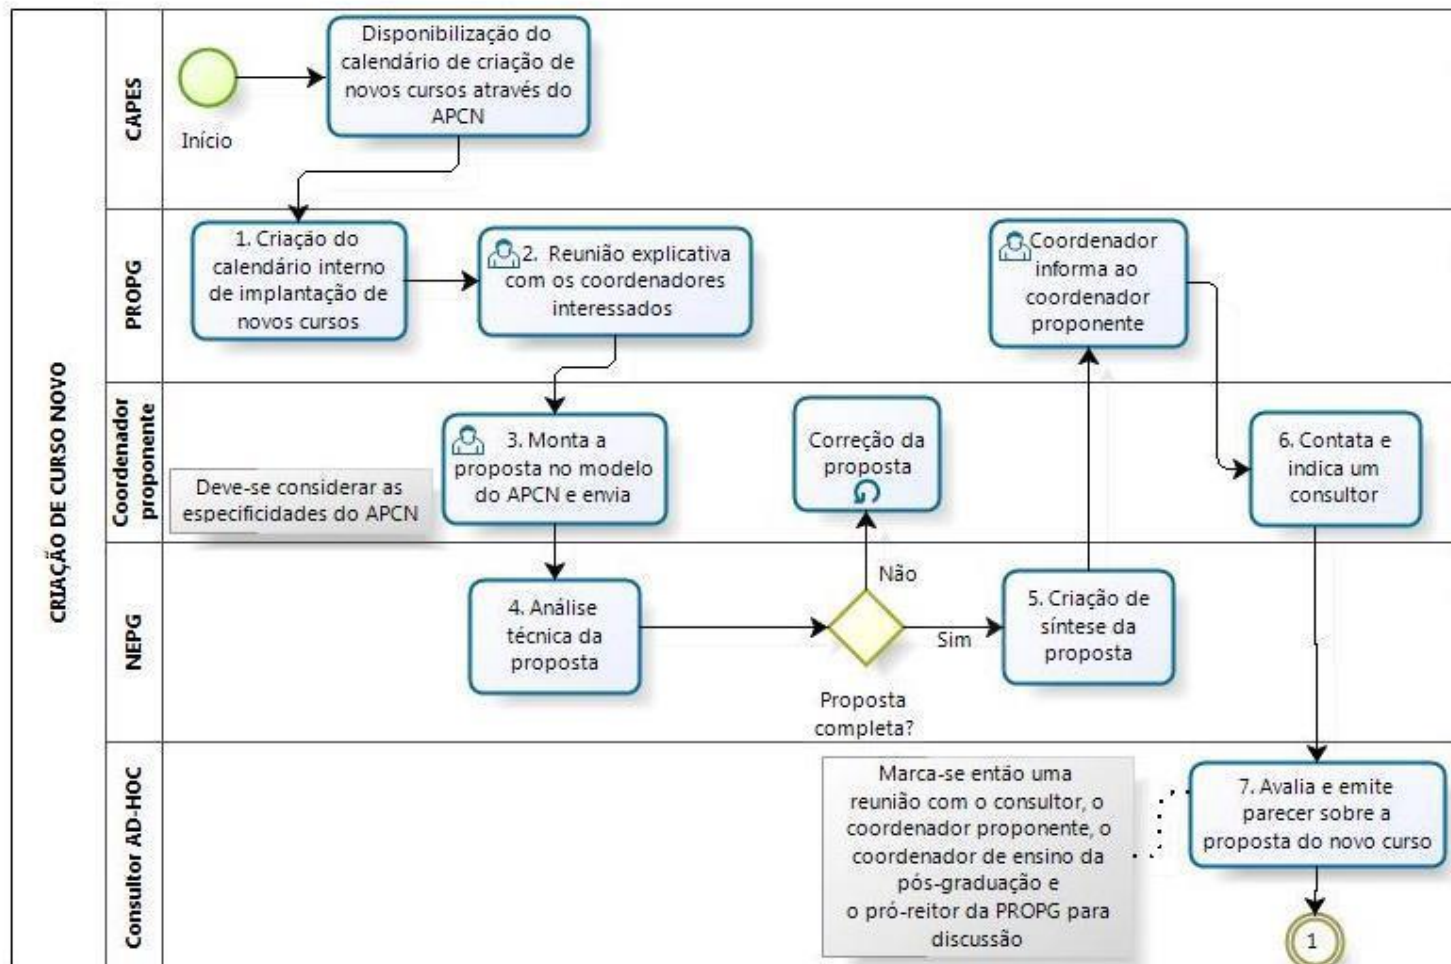 CRIAÇÃO DE CURSO NOVO
CAPES
Início
Disponibilização do
calendário de criação de
novos cursos através do
APCN
PROPG
1. Criação do
calendário interno
de implantação de
novos cursos
2. Reunião explicativa
com os coordenadores
interessados
Coordenador
informa ao
coordenador
proponente
Coordenador
proponente
Deve-se considerar as
especificidades do APCN
3. Monta a
proposta no modelo
do APCN e envia
Correção da
proposta
6. Contata e
indica um
consultor
NEPG
4. Análise
técnica da
proposta
Não
Sim
Proposta
completa?
5. Criação de
síntese da
proposta
Consultor AD-HOC
Marca-se então uma
reunião com o consultor, o
coordenador proponente, o
coordenador de ensino da
pós-graduação e
o pró-reitor da PROPG para
discussão
7. Avalia e emite
parecer sobre a
proposta do novo curso
1